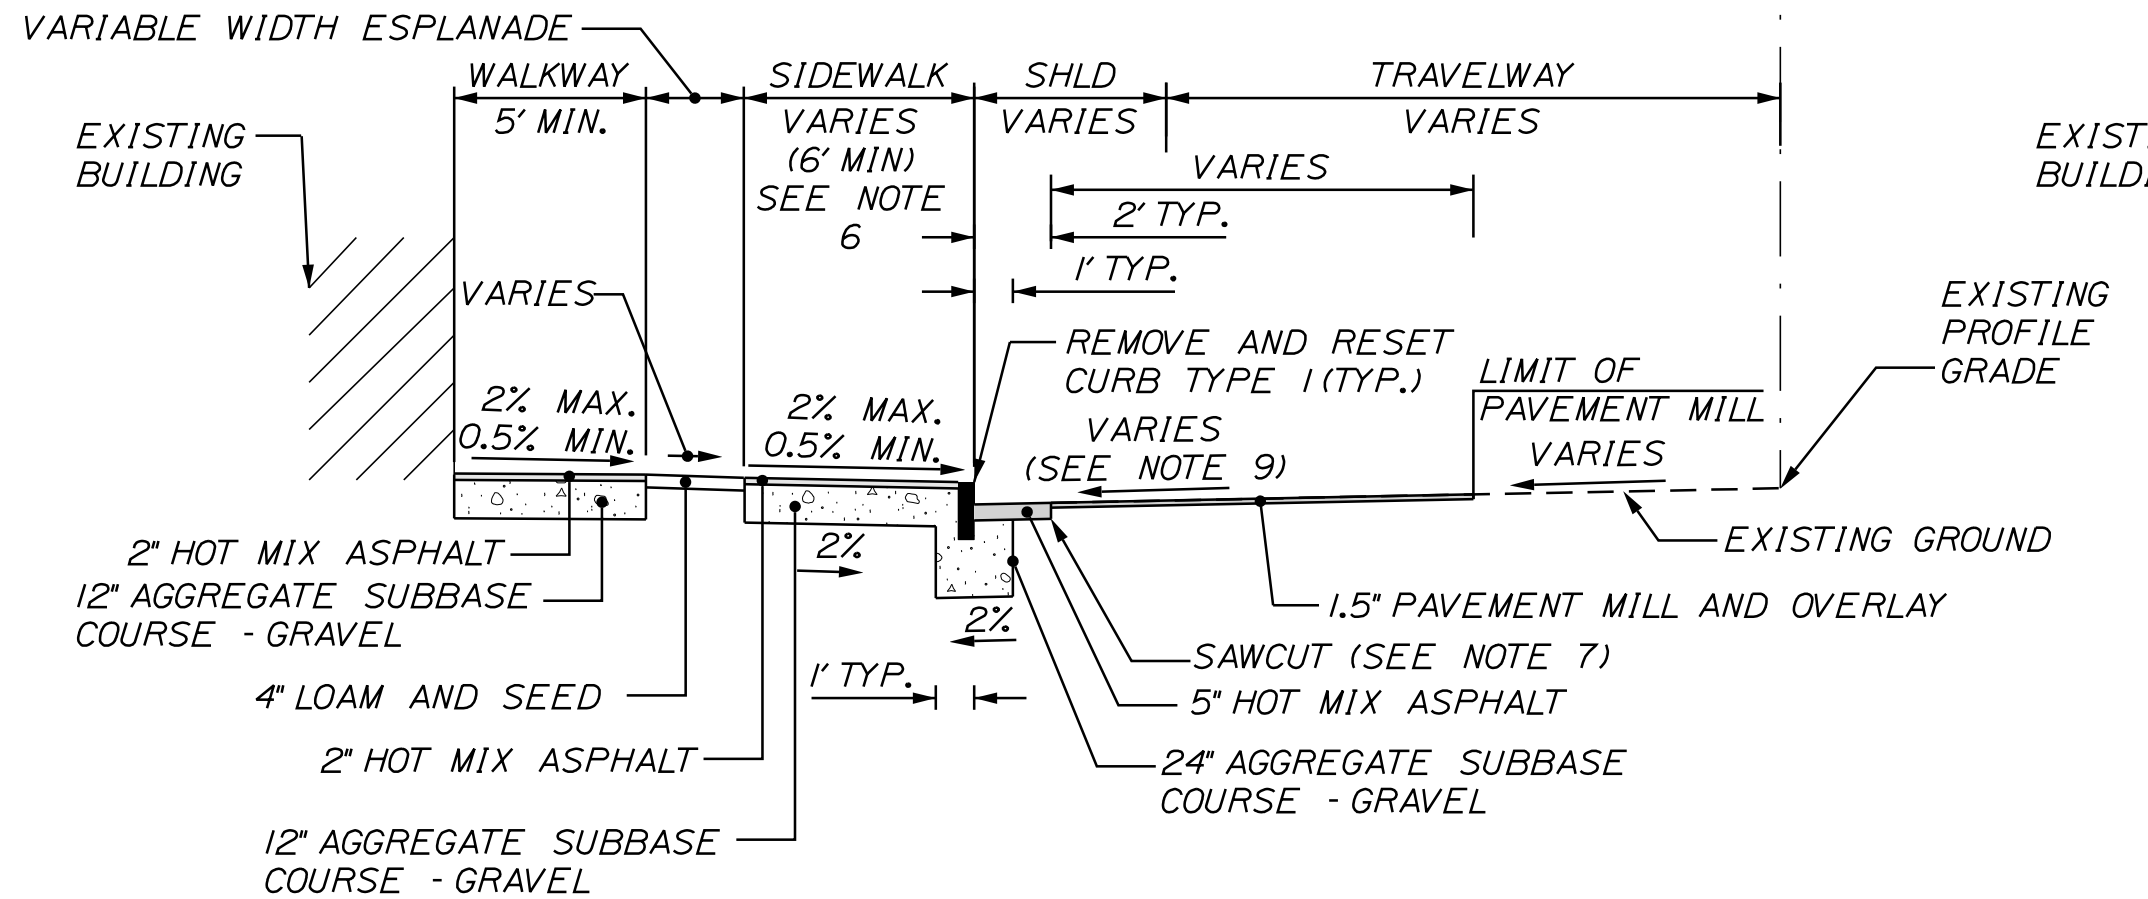 VARIABLE WIDTH ESPLANADE
WALKWAY
5' MIN.
SIDEWALK
VARIES
(6' MIN)
SEE NOTE
6
SHLD
VARIES
TRAVELWAY
VARIES
EXISTING
BUILDING
VARIES
2' TYP.
1' TYP.
VARIES
REMOVE AND RESET
CURB TYPE 1 (TYP.)
LIMIT OF
PAVEMENT MILL
EXISTING
PROFILE
GRADE
2% MAX.
0.5% MIN.
2% MAX.
0.5% MIN.
VARIES
(SEE NOTE 9)
VARIES
2" HOT MIX ASPHALT
12" AGGREGATE SUBBASE
COURSE - GRAVEL
4" LOAM AND SEED
2" HOT MIX ASPHALT
12" AGGREGATE SUBBASE
COURSE - GRAVEL
2%
2%
1' TYP.
EXISTING GROUND
1.5" PAVEMENT MILL AND OVERLAY
SAWCUT (SEE NOTE 7)
5" HOT MIX ASPHALT
24" AGGREGATE SUBBASE
COURSE - GRAVEL